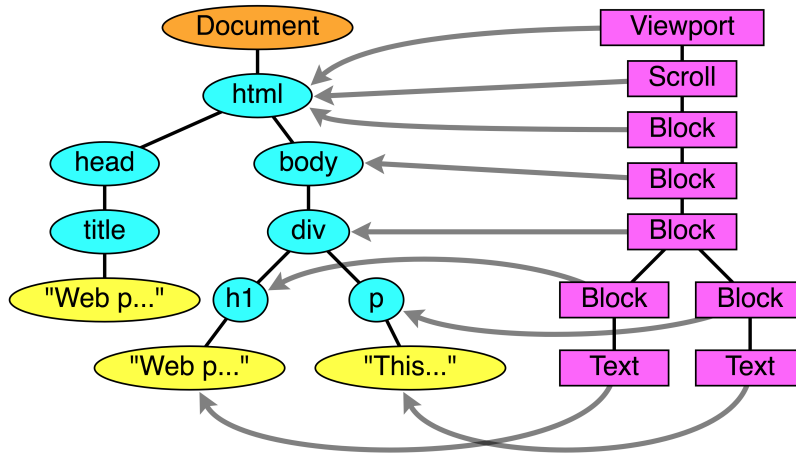 Document
Viewport
html
Scroll
Block
head
body
Block
title
div
Block
"Web p..."
h1
p
Block
Block
"Web p..."
"This..."
Text
Text